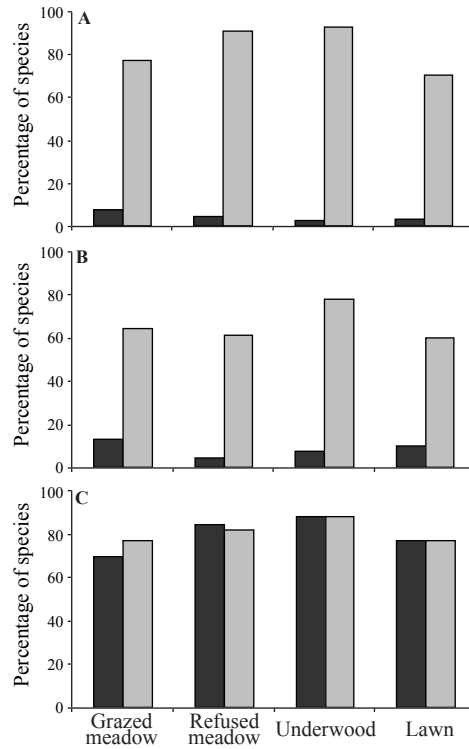 A
Percentage of species
100
80
60
40
20
0
B
Percentage of species
100
80
60
40
20
0
C
Percentage of species
100
80
60
40
20
0
Grazed meadow
Refused meadow
Underwood
Lawn